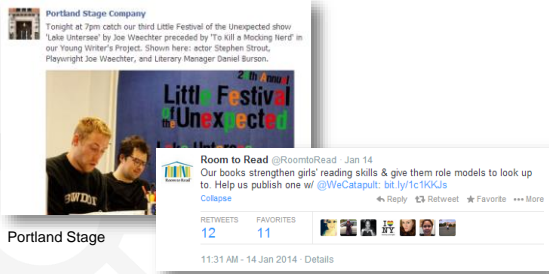 Portland Stage Company
Tonight at 7pm catch our third Little Festival of the Unexpected show
'Lake Untersee' by Joe Waechter preceded by 'To Kill a Mocking Nerd' in
our Young Writer's Project. Shown here: actor Stephen Strout,
Playwright Joe Waechter, and Literary Manager Daniel Burson.
Annual
Little Festival
of the Unexpected
Lake Untersee
BOWDOIN
Portland Stage
Room to Read @RoomtoRead · Jan 14
Our books strengthen girls' reading skills & give them role models to look up
to. Help us publish one w/ @WeCatapult: bit.ly/1c1KKJs
Collapse
Reply Retweet Favorite More
RETWEETS FAVORITES
12 11
I NY
11:31 AM - 14 Jan 2014 · Details
Room to Read